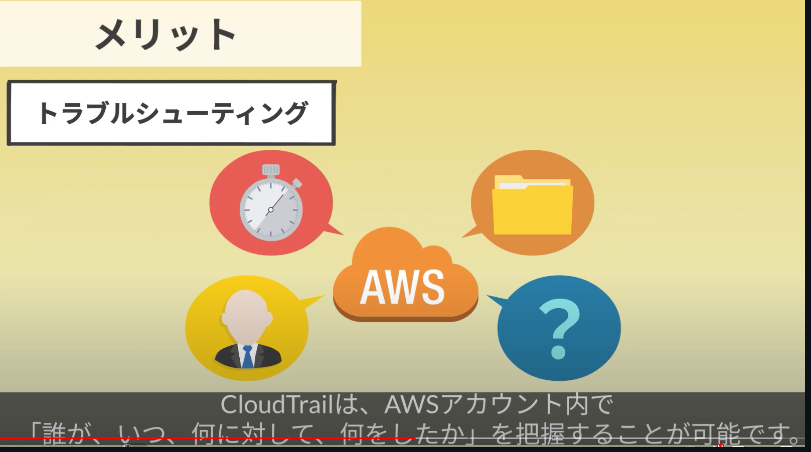 メリット
トラブルシューティング
AWS
?
CloudTrailは、AWSアカウント内で
「誰が、いつ、何に対して、何をしたか」を把握することが可能です。